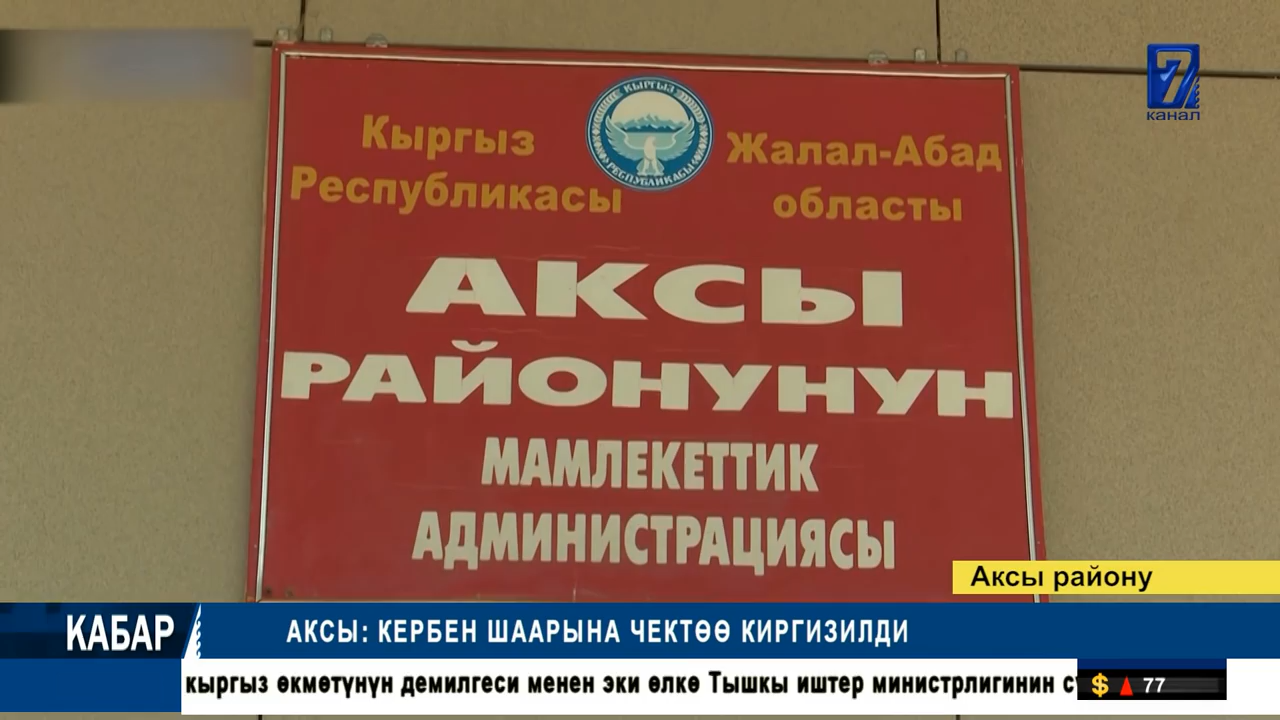 7
канал
КЫРГЫЗ
РЕСПУБЛИКАСЫ
Кыргыз
Республикасы
Жалал-Абад
областы
АКСЫ
РАЙОНУНУН
МАМЛЕКЕТТИК
АДМИНИСТРАЦИЯСЫ
Аксы району
КАБАР
АКСЫ: КЕРБЕН ШААРЫНА ЧЕКТӨӨ КИРГИЗИЛДИ
кыргыз өкмөтүнүн демилгеси менен эки өлкө Тышкы иштер министрлигинин
$ ▲ 77